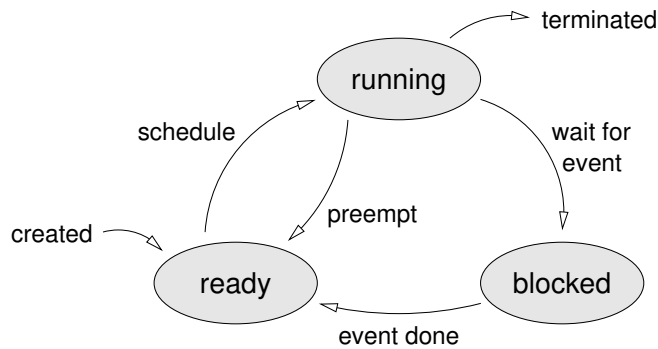 terminated
running
schedule
wait for
event
preempt
created
ready
blocked
event done